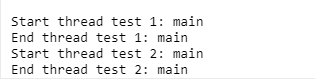 Start thread test 1: main
End thread test 1: main
Start thread test 2: main
End thread test 2: main